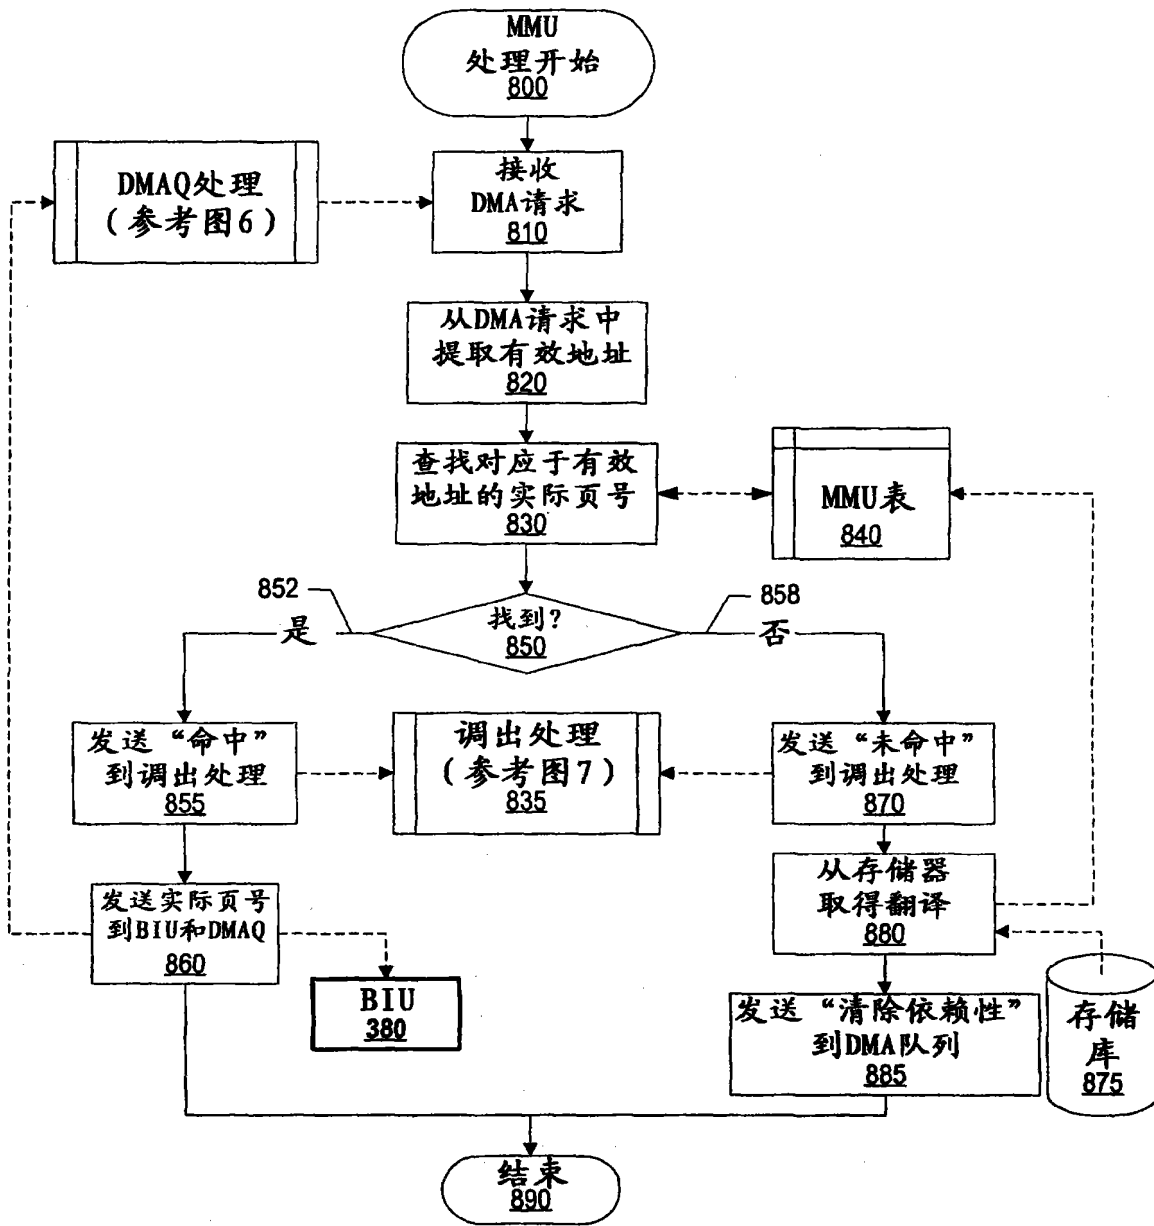 MMU
处理开始
800
DMAQ处理
(参考图6)
接收
DMA请求
810
从DMA请求中
提取有效地址
820
查找对应于有效
地址的实际页号
830
MMU表
840
852
是
找到?
850
858
否
发送“命中”
到调出处理
855
调出处理
(参考图7)
835
发送“未命中”
到调出处理
870
发送实际页号
到BIU和DMAQ
860
从存储器
取得翻译
880
BIU
380
发送“清除依赖性”
到DMA队列
885
存储
库
875
结束
890